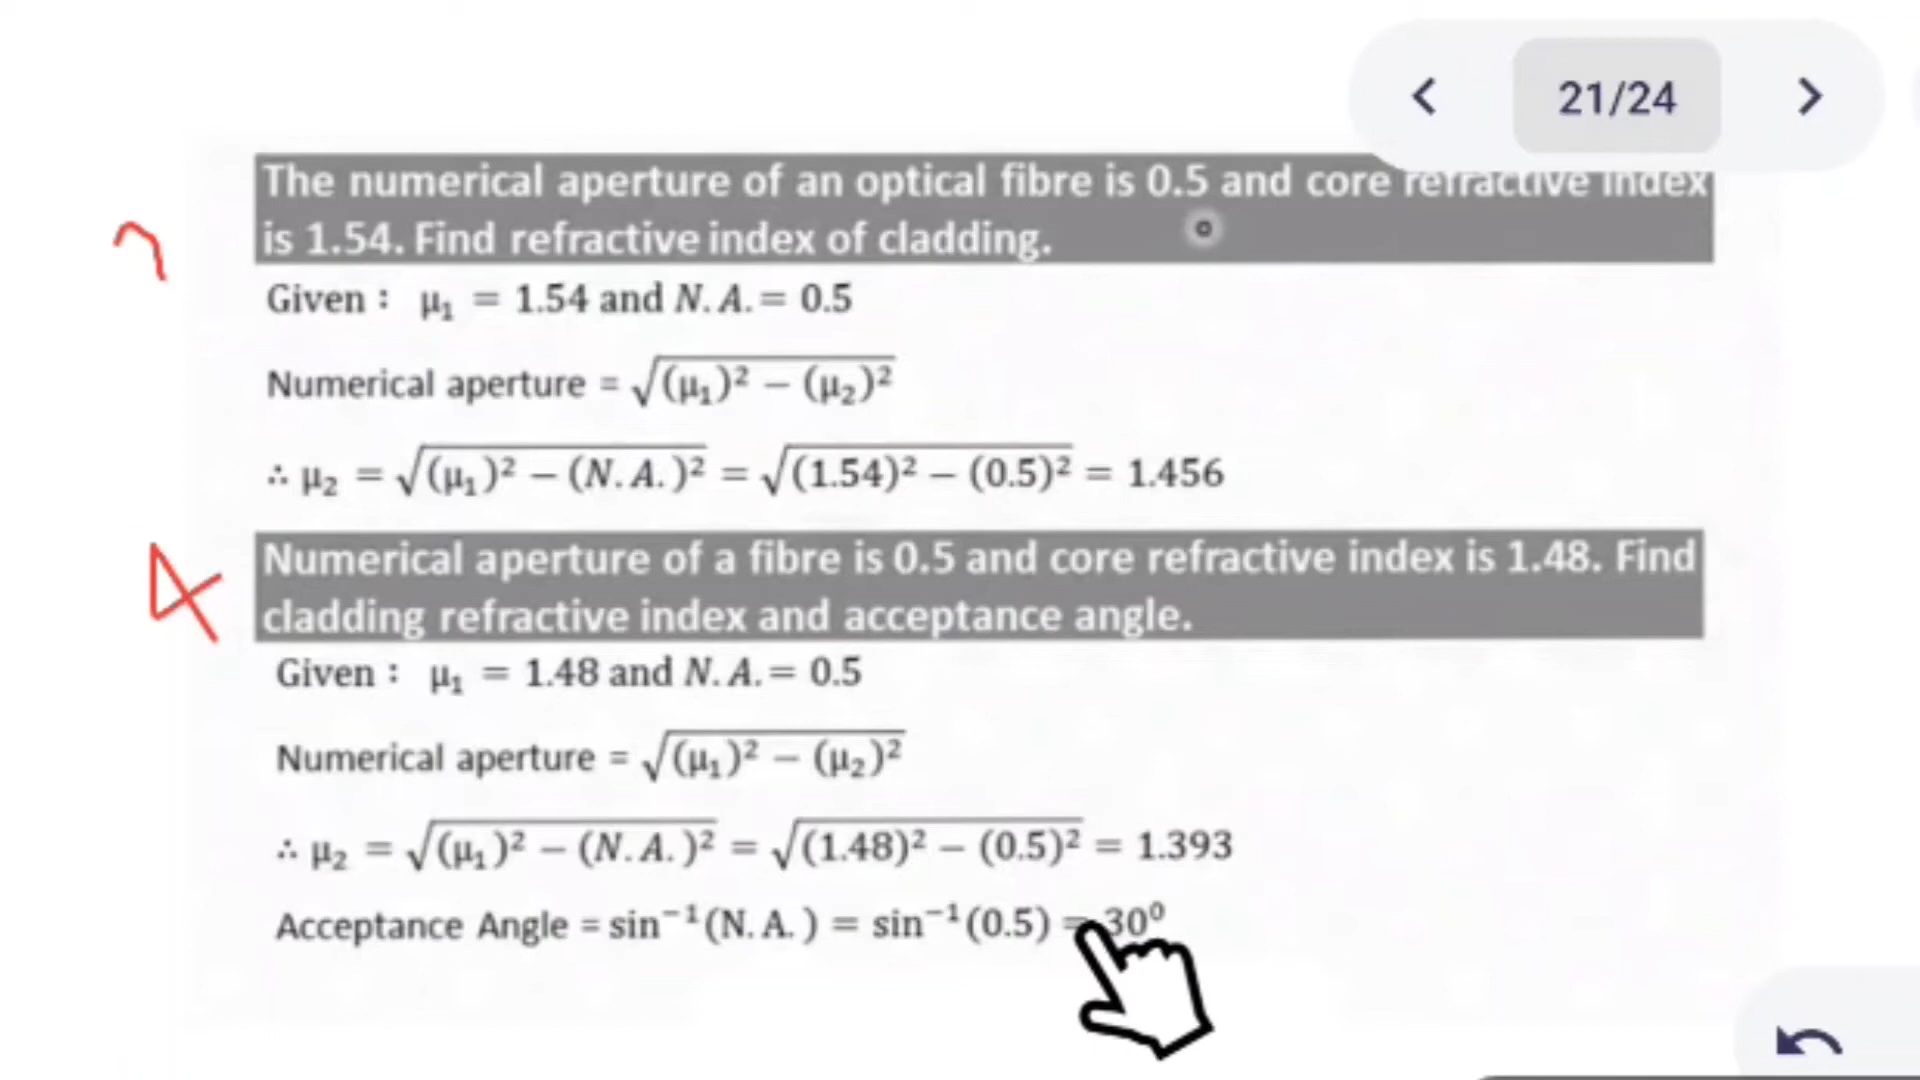 21/24
The numerical aperture of an optical fibre is 0.5 and core refractive index
is 1.54. Find refractive index of cladding.
Given : μ₁ = 1.54 and N. A. = 0.5
Numerical aperture = √(μ₁)² − (μ₂)²
∴ μ₂ = √(μ₁)² − (N. A. )² = √(1.54)² − (0.5)² = 1.456
4
Numerical aperture of a fibre is 0.5 and core refractive index is 1.48. Find
cladding refractive index and acceptance angle.
Given : μ₁ = 1.48 and N. A. = 0.5
Numerical aperture = √(μ₁)² − (μ₂)²
∴ μ₂ = √(μ₁)² − (N. A. )² = √(1.48)² − (0.5)² = 1.393
Acceptance Angle = sin⁻¹(N. A. ) = sin⁻¹(0.5) = 30⁰